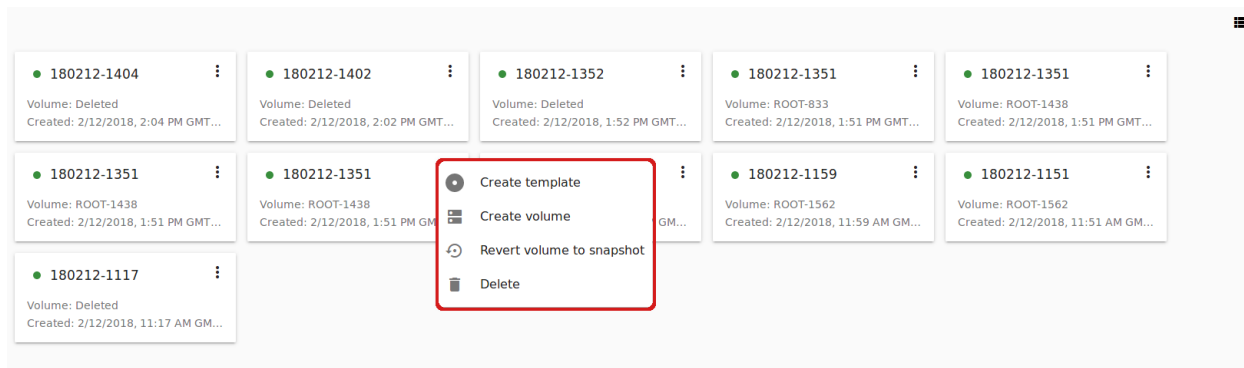 180212-1404
Volume: Deleted
Created: 2/12/2018, 2:04 PM GMT...
180212-1402
Volume: Deleted
Created: 2/12/2018, 2:02 PM GMT...
180212-1352
Volume: Deleted
Created: 2/12/2018, 1:52 PM GMT...
180212-1351
Volume: ROOT-833
Created: 2/12/2018, 1:51 PM GMT...
180212-1351
Volume: ROOT-1438
Created: 2/12/2018, 1:51 PM GMT...
180212-1351
Volume: ROOT-1438
Created: 2/12/2018, 1:51 PM GMT...
180212-1351
Volume: ROOT-1438
Created: 2/12/2018, 1:51 PM GM
Create template
Create volume
Revert volume to snapshot
Delete
GM...
180212-1159
Volume: ROOT-1562
Created: 2/12/2018, 11:59 AM GM...
180212-1151
Volume: ROOT-1562
Created: 2/12/2018, 11:51 AM GM...
180212-1117
Volume: Deleted
Created: 2/12/2018, 11:17 AM GM...